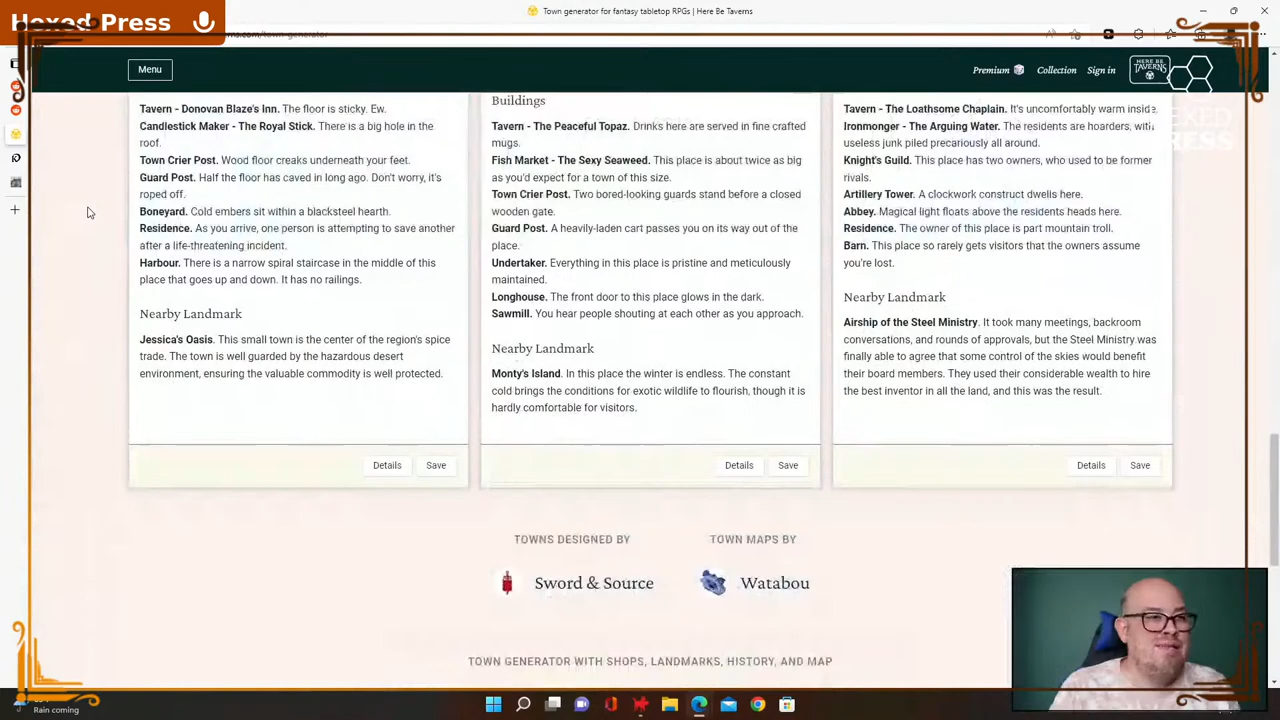 Hexed Press
Town generator for fantasy tabletop RPGs | Here Be Taverns
Menu
Premium
Collection
Sign in
HERE BE
TAVERNS
Tavern - Donovan Blaze's Inn. The floor is sticky. Ew.
Candlestick Maker - The Royal Stick. There is a big hole in the
roof.
Town Crier Post. Wood floor creaks underneath your feet.
Guard Post. Half the floor has caved in long ago. Don't worry, it's
roped off.
Boneyard. Cold embers sit within a blacksteel hearth.
Residence. As you arrive, one person is attempting to save another
after a life-threatening incident.
Harbour. There is a narrow spiral staircase in the middle of this
place that goes up and down. It has no railings.
Nearby Landmark
Jessica's Oasis. This small town is the center of the region's spice
trade. The town is well guarded by the hazardous desert
environment, ensuring the valuable commodity is well protected.
Details
Save
Buildings
Tavern - The Peaceful Topaz. Drinks here are served in fine crafted
mugs.
Fish Market - The Sexy Seaweed. This place is about twice as big
as you'd expect for a town of this size.
Town Crier Post. Two bored-looking guards stand before a closed
wooden gate.
Guard Post. A heavily-laden cart passes you on its way out of the
place.
Undertaker. Everything in this place is pristine and meticulously
maintained.
Longhouse. The front door to this place glows in the dark.
Sawmill. You hear people shouting at each other as you approach.
Nearby Landmark
Monty's Island. In this place the winter is endless. The constant
cold brings the conditions for exotic wildlife to flourish, though it is
hardly comfortable for visitors.
Details
Save
Tavern - The Loathsome Chaplain. It's uncomfortably warm inside.
Ironmonger - The Arguing Water. The residents are hoarders, with
useless junk piled precariously all around.
Knight's Guild. This place has two owners, who used to be former
rivals.
Artillery Tower. A clockwork construct dwells here.
Abbey. Magical light floats above the residents heads here.
Residence. The owner of this place is part mountain troll.
Barn. This place so rarely gets visitors that the owners assume
you're lost.
Nearby Landmark
Airship of the Steel Ministry. It took many meetings, backroom
conversations, and rounds of approvals, but the Steel Ministry was
finally able to agree that some control of the skies would benefit
their board members. They used their considerable wealth to hire
the best inventor in all the land, and this was the result.
Details
Save
HEXED
PRESS
TOWNS DESIGNED BY
Sword & Source
TOWN MAPS BY
Watabou
TOWN GENERATOR WITH SHOPS, LANDMARKS, HISTORY, AND MAP
Rain coming